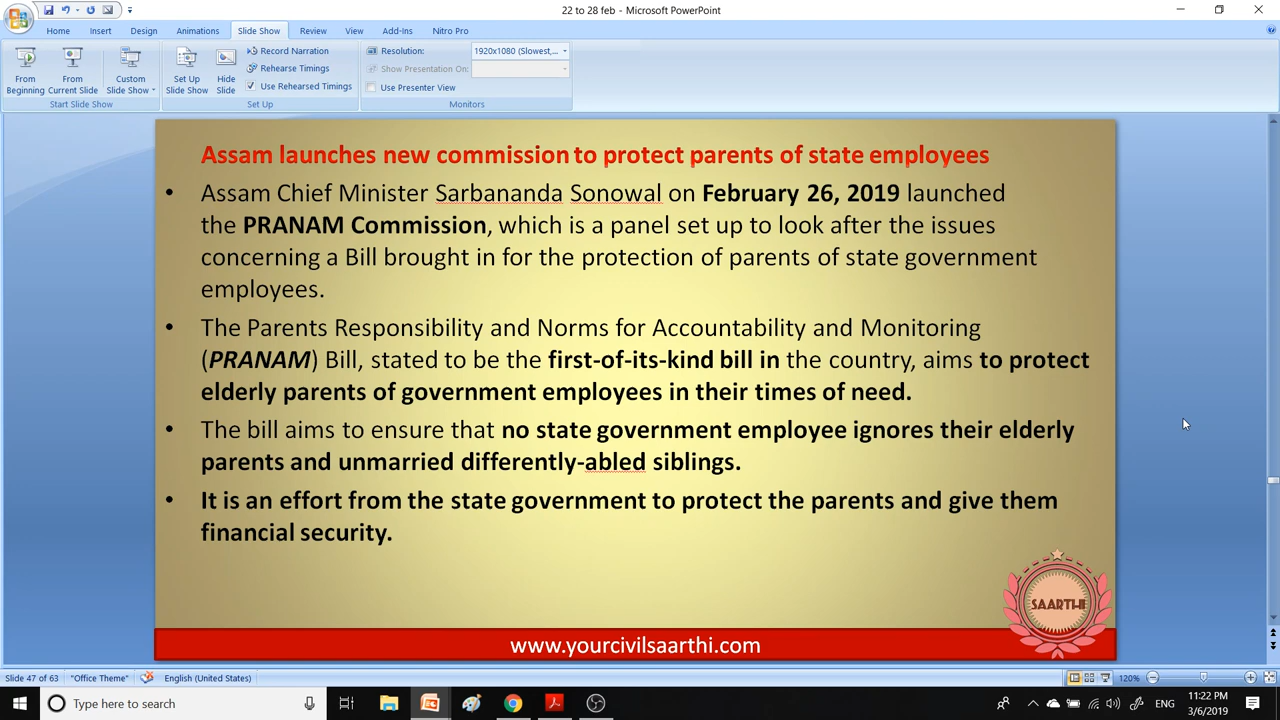 22 to 28 feb - Microsoft PowerPoint
Home Insert Design Animations Slide Show Review View Add-Ins Nitro Pro
From Beginning
From Current Slide
Custom Slide Show
Start Slide Show
Set Up Slide Show
Hide Slide
Record Narration
Rehearse Timings
Use Rehearsed Timings
Set Up
Resolution: 1920x1080 (Slowest,...
Show Presentation On:
Use Presenter View
Monitors
Assam launches new commission to protect parents of state employees
• Assam Chief Minister Sarbananda Sonowal on February 26, 2019 launched
the PRANAM Commission, which is a panel set up to look after the issues
concerning a Bill brought in for the protection of parents of state government
employees.
• The Parents Responsibility and Norms for Accountability and Monitoring
(PRANAM) Bill, stated to be the first-of-its-kind bill in the country, aims to protect
elderly parents of government employees in their times of need.
• The bill aims to ensure that no state government employee ignores their elderly
parents and unmarried differently-abled siblings.
• It is an effort from the state government to protect the parents and give them
financial security.
SAARTHI
www.yourcivilsaarthi.com
Slide 47 of 63 "Office Theme" English (United States) 120%
Type here to search
ENG
11:22 PM
3/6/2019